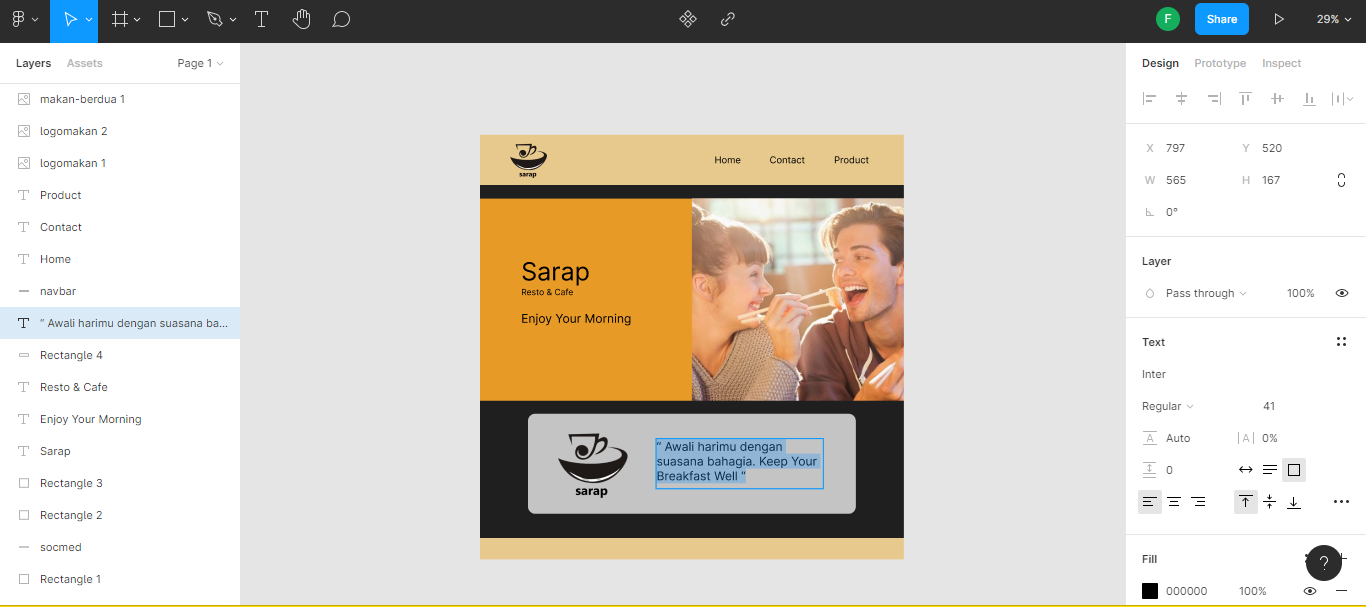 F
Share
29%
Layers
Assets
Page 1
makan-berdua 1
logomakan 2
logomakan 1
Product
Contact
Home
navbar
“ Awali harimu dengan suasana ba...
Rectangle 4
Resto & Cafe
Enjoy Your Morning
Sarap
Rectangle 3
Rectangle 2
socmed
Rectangle 1
sarap
Home
Contact
Product
Sarap
Resto & Cafe
Enjoy Your Morning
sarap
“ Awali harimu dengan
suasana bahagia. Keep Your
Breakfast Well “
Design
Prototype
Inspect
X 797
Y 520
W 565
H 167
0°
Layer
Pass through
100%
Text
Inter
Regular
41
A Auto
|A| 0%
0
Fill
?
000000
100%